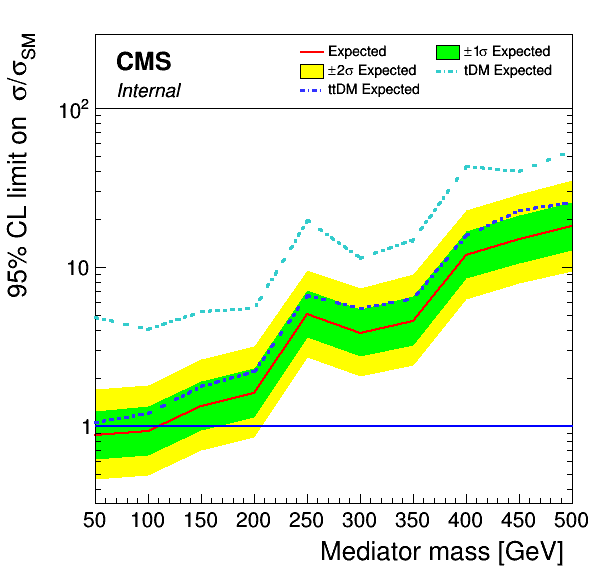 CMS
Internal
Expected
±1σ Expected
±2σ Expected
tDM Expected
ttDM Expected
95% CL limit on σ/σSM
10²
10
1
50 100 150 200 250 300 350 400 450 500
Mediator mass [GeV]